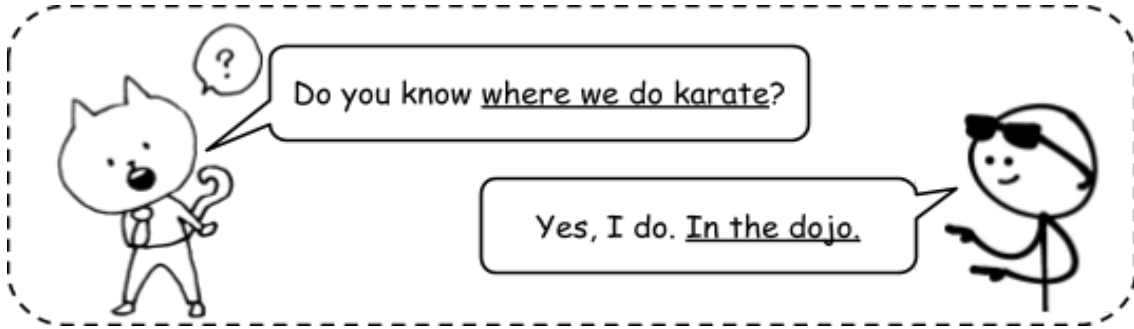 ?
Do you know where we do karate?
Yes, I do. In the dojo.